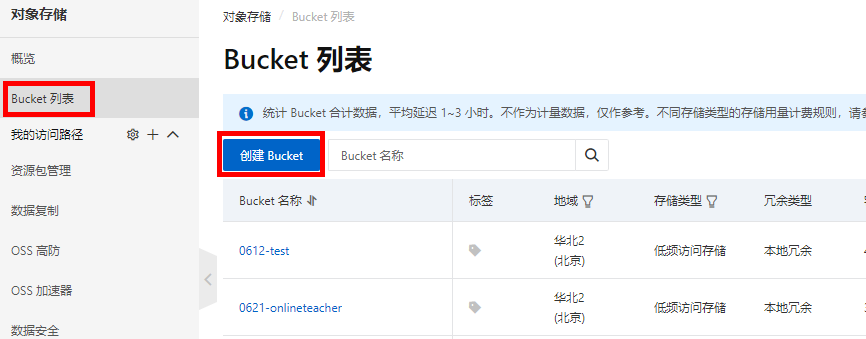 对象存储
对象存储 / Bucket 列表
概览
Bucket 列表
Bucket 列表
统计 Bucket 合计数据，平均延迟 1~3 小时。不作为计量数据，仅作参考。不同存储类型的存储用量计费规则，请参
我的访问路径
创建 Bucket
Bucket 名称
资源包管理
Bucket 名称 标签 地域 存储类型 冗余类型
数据复制
OSS 高防
0612-test 华北2 低频访问存储 本地冗余
(北京)
OSS 加速器
0621-onlineteacher 华北2 低频访问存储 本地冗余
(北京)
数据安全